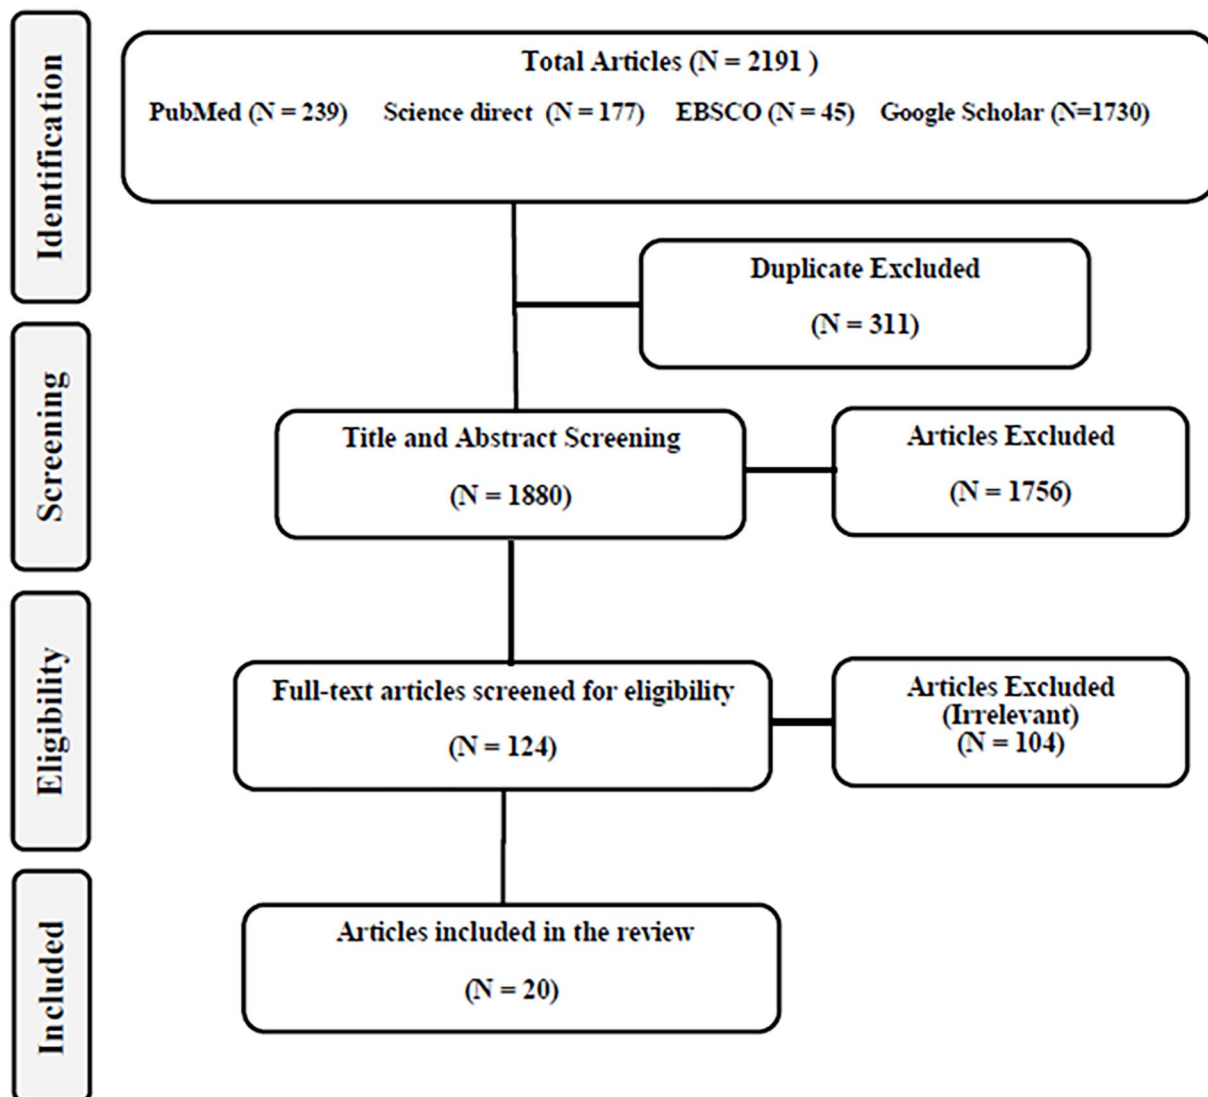 Identification
Total Articles (N = 2191 )
PubMed (N = 239) Science direct (N = 177) EBSCO (N = 45) Google Scholar (N=1730)
Duplicate Excluded
(N = 311)
Screening
Title and Abstract Screening
(N = 1880)
Articles Excluded
(N = 1756)
Eligibility
Full-text articles screened for eligibility
(N = 124)
Articles Excluded
(Irrelevant)
(N = 104)
Included
Articles included in the review
(N = 20)